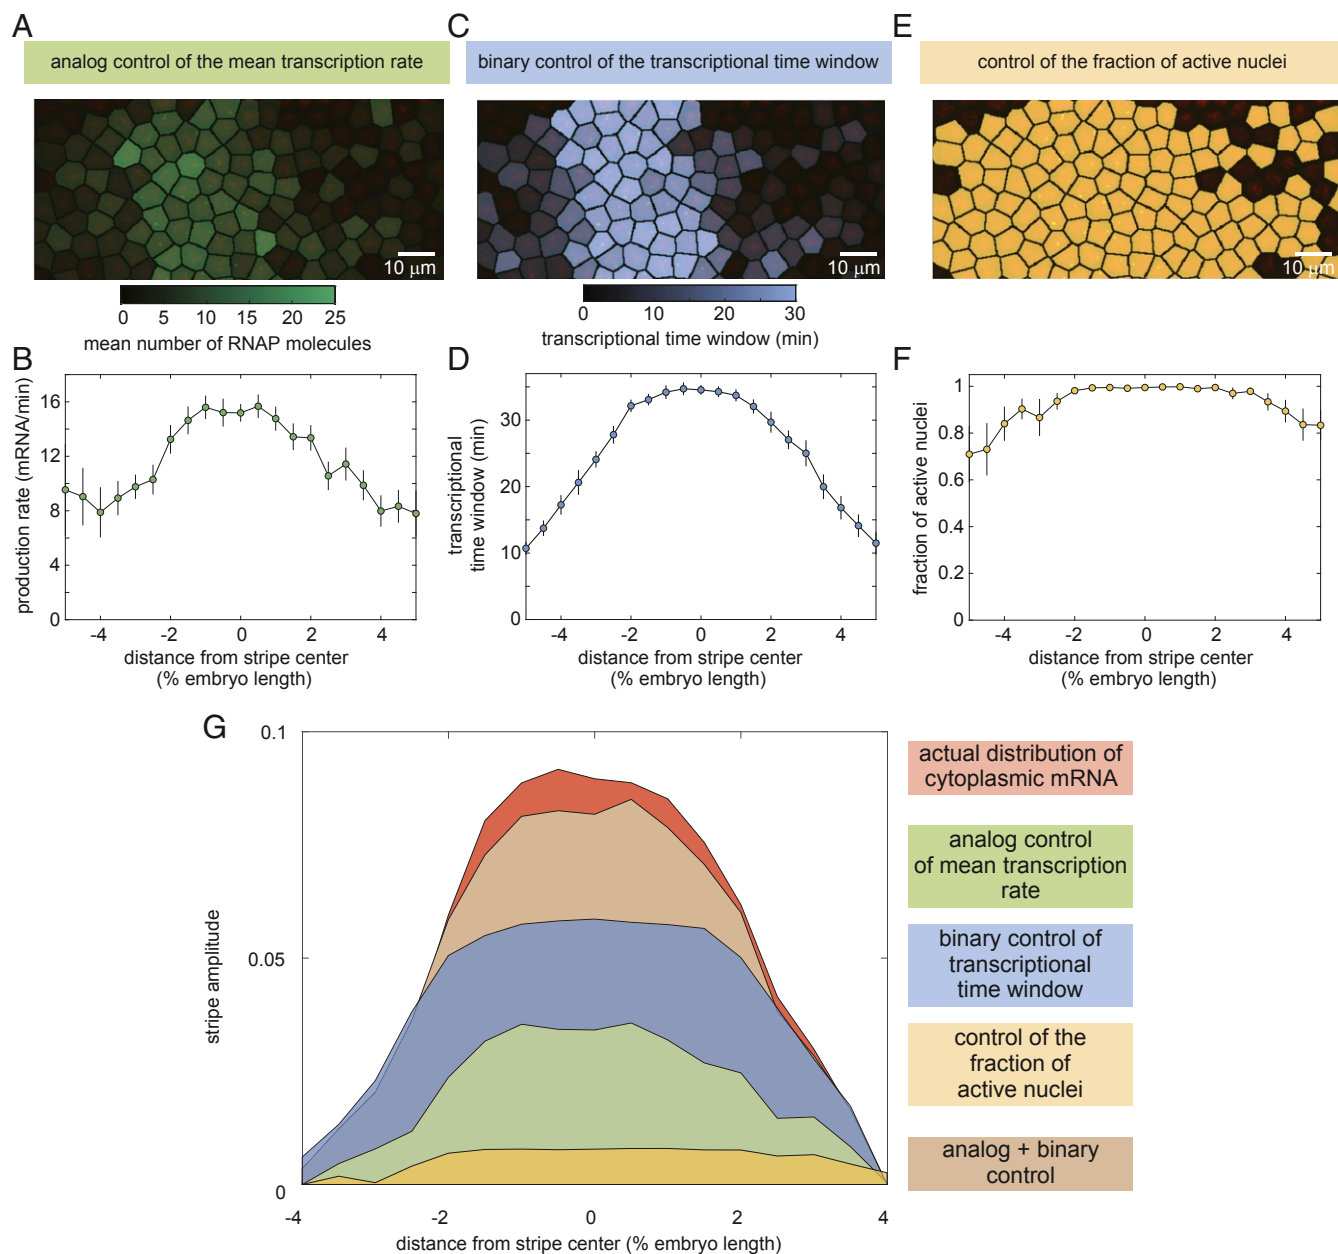 A
analog control of the mean transcription rate
10 μm
0 5 10 15 20 25
mean number of RNAP molecules
C
binary control of the transcriptional time window
10 μm
0 10 20 30
transcriptional time window (min)
E
control of the fraction of active nuclei
10 μm
B
production rate (mRNA/min)
16
12
8
4
0
-4 -2 0 2 4
distance from stripe center
(% embryo length)
D
transcriptional
time window (min)
30
20
10
0
-4 -2 0 2 4
distance from stripe center
(% embryo length)
F
fraction of active nuclei
1
0.8
0.6
0.4
0.2
0
-4 -2 0 2 4
distance from stripe center
(% embryo length)
G
stripe amplitude
0.1
0.05
0
-4 -2 0 2 4
distance from stripe center (% embryo length)
actual distribution of
cytoplasmic mRNA
analog control
of mean transcription
rate
binary control of
transcriptional
time window
control of the
fraction of
active nuclei
analog + binary
control